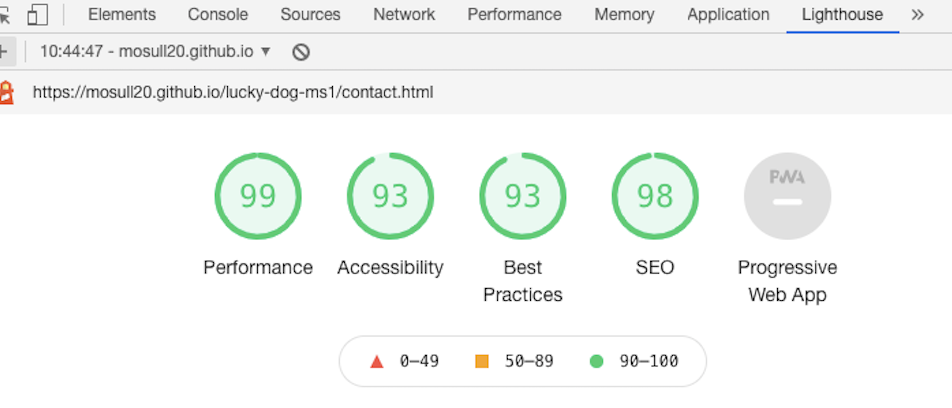 Elements Console Sources Network Performance Memory Application Lighthouse »
+ 10:44:47 - mosull20.github.io ▼
https://mosull20.github.io/lucky-dog-ms1/contact.html
99 93 93 98 PWA
Performance Accessibility Best Practices SEO Progressive Web App
0–49 50–89 90–100